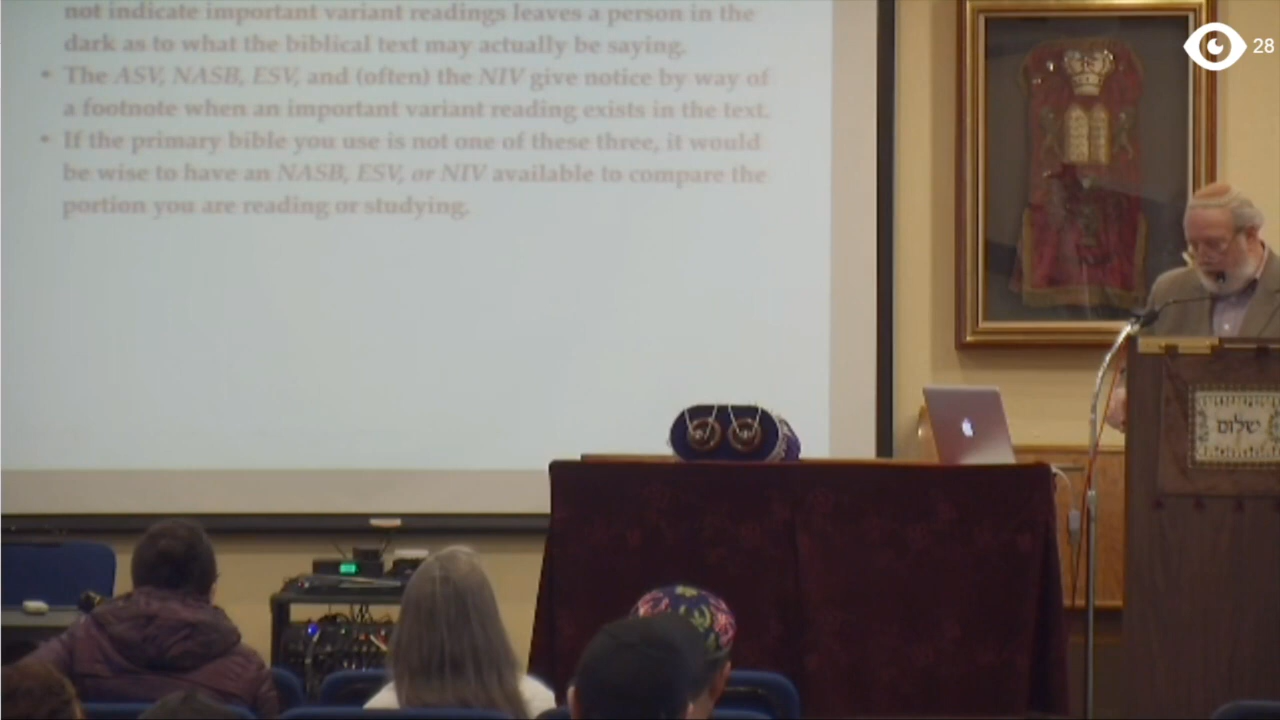 not indicate important variant readings leaves a person in the
dark as to what the biblical text may actually be saying.
• The ASV, NASB, ESV, and (often) the NIV give notice by way of
a footnote when an important variant reading exists in the text.
• If the primary bible you use is not one of these three, it would
be wise to have an NASB, ESV, or NIV available to compare the
portion you are reading or studying.
28
שלום